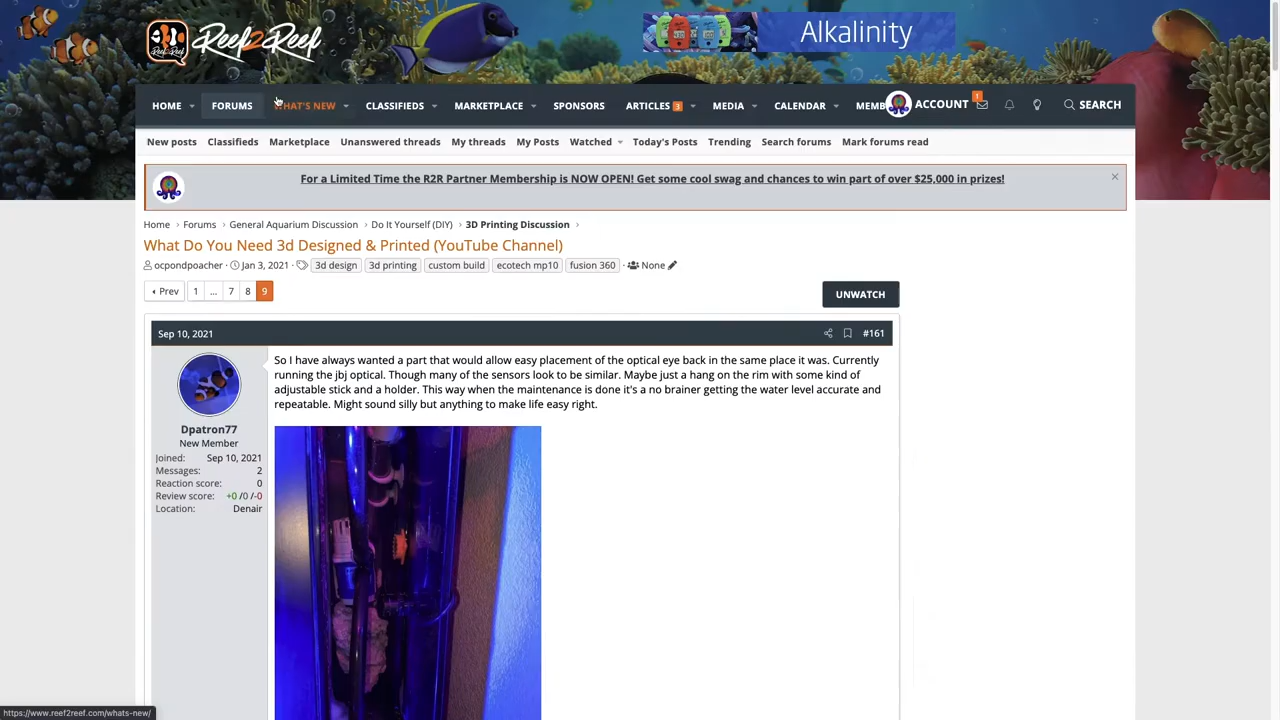 Reef2Reef
Reef2Reef
Alkalinity
HOME FORUMS WHAT'S NEW CLASSIFIEDS MARKETPLACE SPONSORS ARTICLES 3 MEDIA CALENDAR MEMB ACCOUNT 1 SEARCH
New posts Classifieds Marketplace Unanswered threads My threads My Posts Watched Today's Posts Trending Search forums Mark forums read
For a Limited Time the R2R Partner Membership is NOW OPEN! Get some cool swag and chances to win part of over $25,000 in prizes!
Home Forums General Aquarium Discussion Do It Yourself (DIY) 3D Printing Discussion
What Do You Need 3d Designed & Printed (YouTube Channel)
ocpondpoacher · Jan 3, 2021 · 3d design 3d printing custom build ecotech mp10 fusion 360 · None
Prev 1 ... 7 8 9
UNWATCH
Sep 10, 2021 #161
So I have always wanted a part that would allow easy placement of the optical eye back in the same place it was. Currently
running the jbj optical. Though many of the sensors look to be similar. Maybe just a hang on the rim with some kind of
adjustable stick and a holder. This way when the maintenance is done it's a no brainer getting the water level accurate and
repeatable. Might sound silly but anything to make life easy right.
Dpatron77
New Member
Joined: Sep 10, 2021
Messages: 2
Reaction score: 0
Review score: +0 /0 /-0
Location: Denair
https://www.reef2reef.com/whats-new/